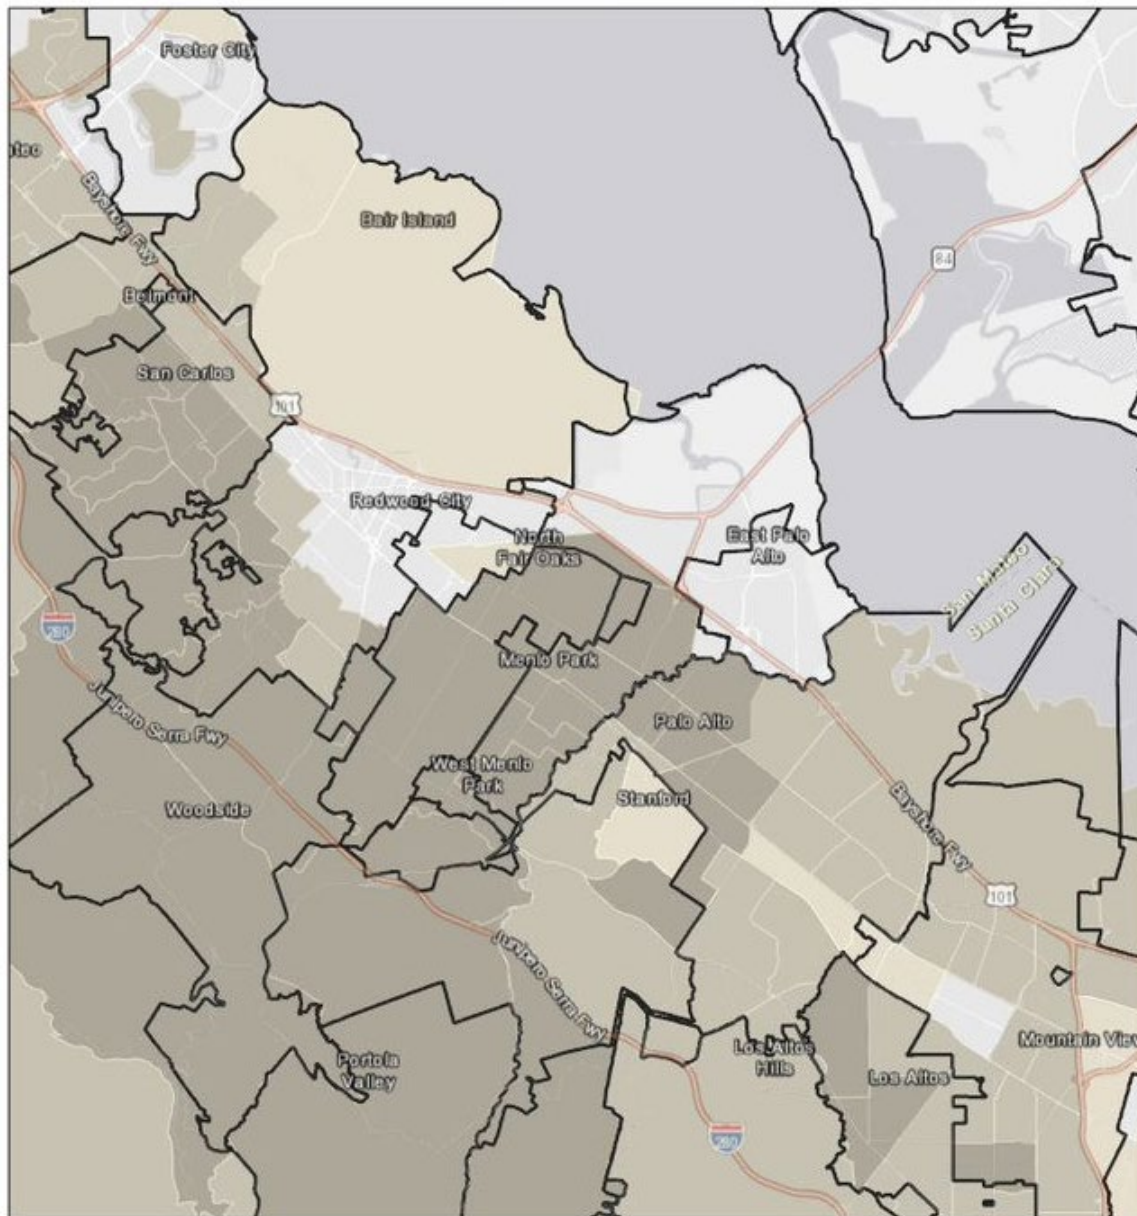 Foster City
ateo
Bayshore Fwy
Bair Island
84
Belmont
San Carlos
101
Redwood City
North
Fair Oaks
East Palo
Alto
San Mateo
Santa Clara
280
Menlo Park
Junipero Serra Fwy
Palo Alto
West Menlo
Park
Stanford
Woodside
Bayshore Fwy
101
Junipero Serra Fwy
Portola
Valley
Los Altos
Hills
Los Altos
Mountain View
280